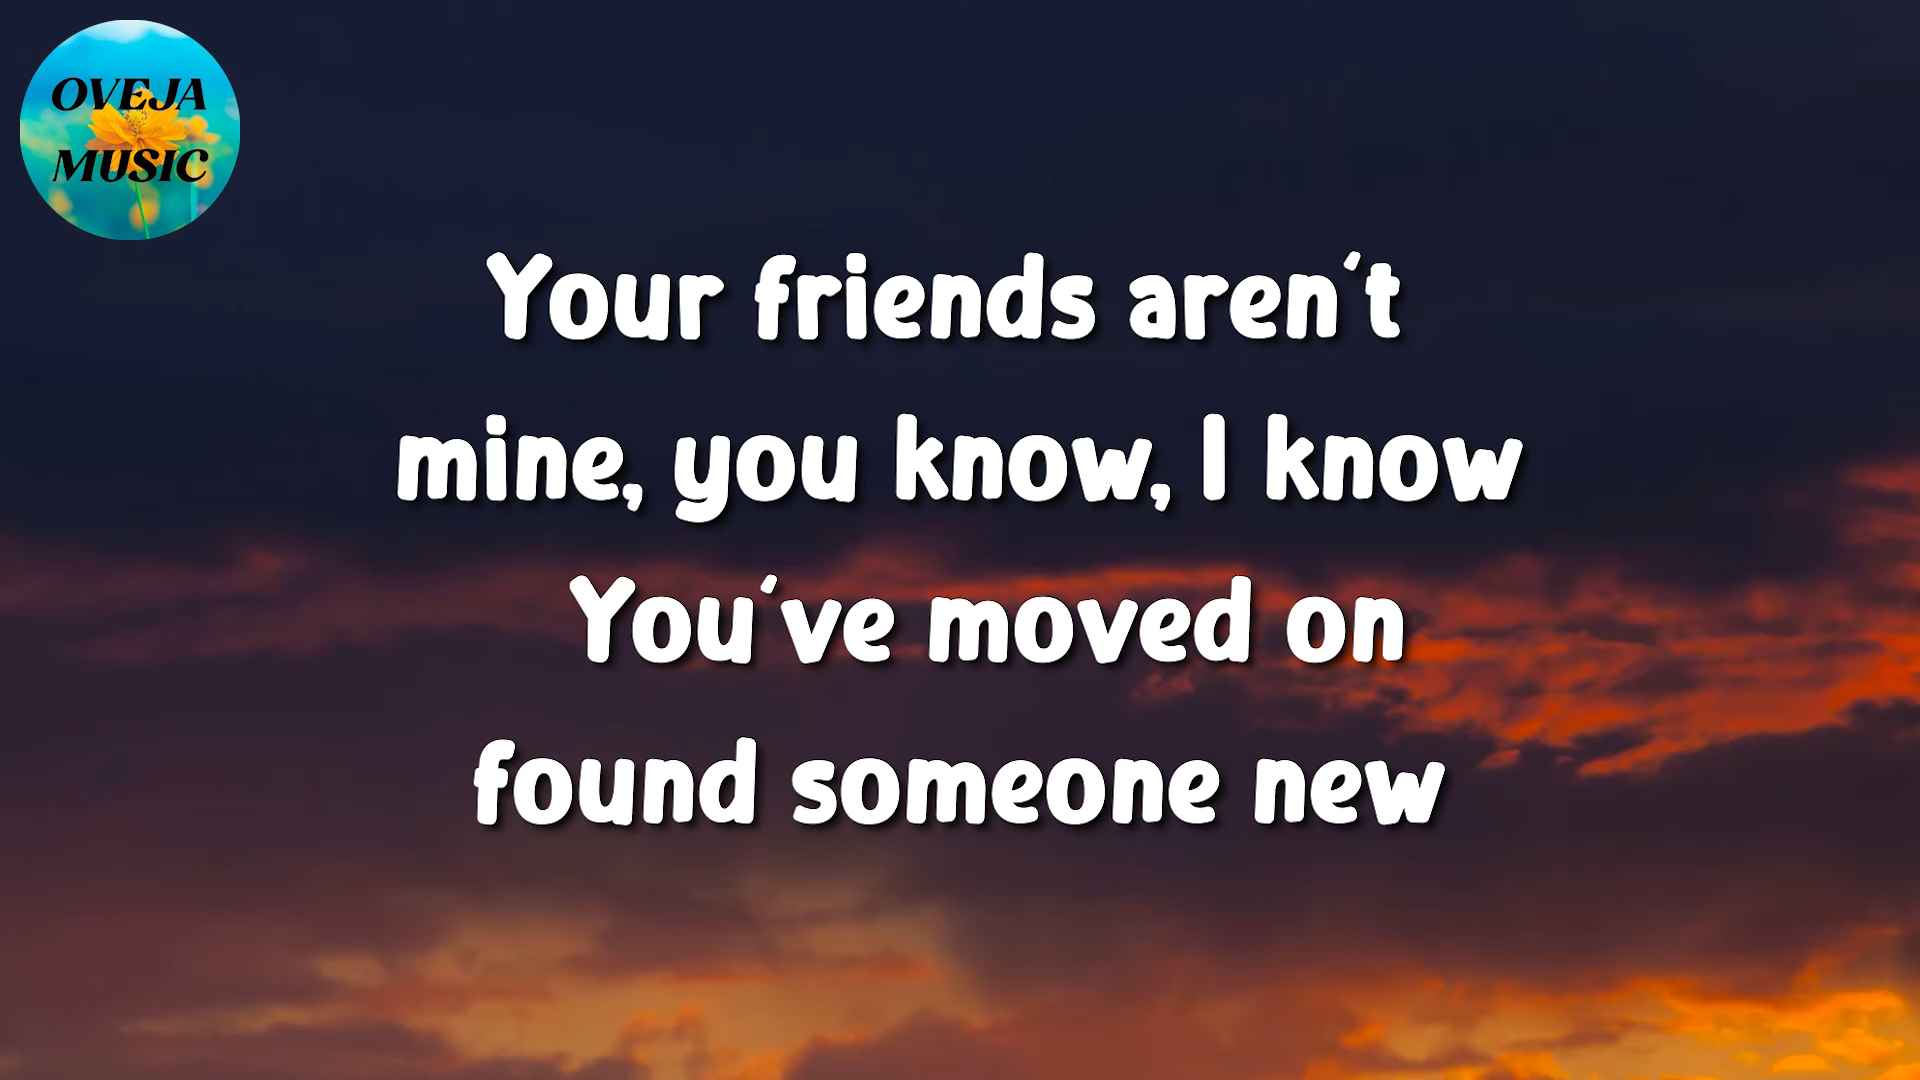 OVEJA
MUSIC
Your friends aren't
mine, you know, I know
You've moved on
found someone new